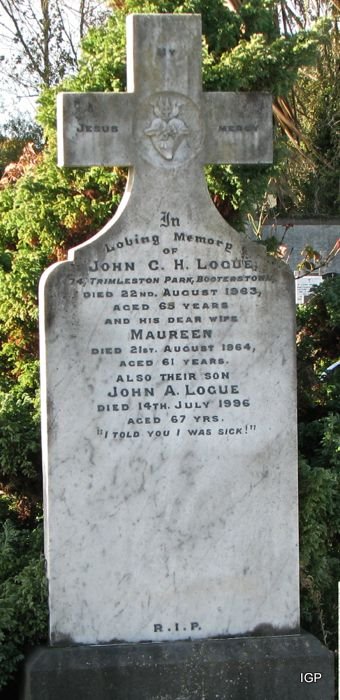 MY
JESUS MERCY
In
Loving Memory
OF
JOHN C. H. LOGUE,
74, TRIMLESTON PARK, BOOTERSTOWN,
DIED 22ND. AUGUST 1963,
AGED 65 YEARS
AND HIS DEAR WIFE
MAUREEN
DIED 21ST. AUGUST 1964,
AGED 61 YEARS.
ALSO THEIR SON
JOHN A. LOGUE
DIED 14TH. JULY 1996
AGED 67 YRS.
"I TOLD YOU I WAS SICK!"
R.I.P.
IGP